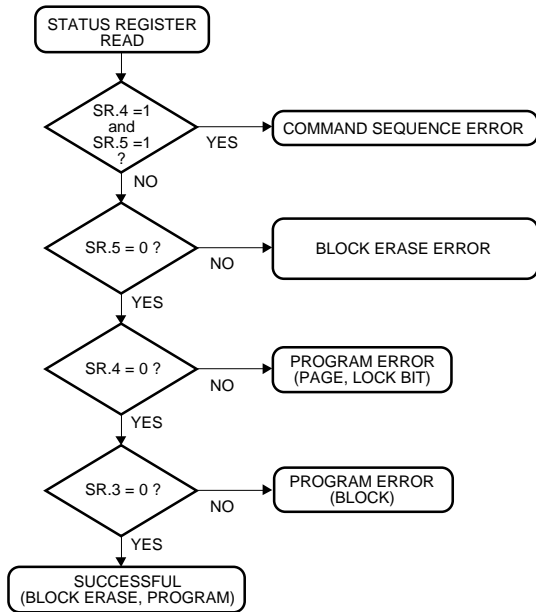 STATUS REGISTER
READ
SR.4 =1
and
SR.5 =1
?
YES
COMMAND SEQUENCE ERROR
NO
SR.5 = 0 ?
NO
BLOCK ERASE ERROR
YES
SR.4 = 0 ?
NO
PROGRAM ERROR
(PAGE, LOCK BIT)
YES
SR.3 = 0 ?
NO
PROGRAM ERROR
(BLOCK)
YES
SUCCESSFUL
(BLOCK ERASE, PROGRAM)